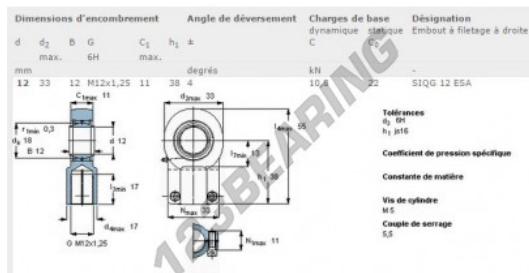 Dimensions d'encombrement Angle de déversement Charges de base Désignation
dynamique statique Embout à filetage à droite
d d2 B G C1 h1 ± C C0
max. 6H max.
mm degrés kN -
12 33 12 M12x1,25 11 38 4 10,8 22 SIQG 12 ESA
C1max 11
d2max 33
r1min 0,3
dk 18
B 12
d 12
l4max 55
l7min 13
h1 38
l3min 17
Nmax 33
d4max 17
G M12x1,25
N1max 11
Tolérances
d2 6H
h1 js16
Coefficient de pression spécifique
Constante de matière
Vis de cylindre
M 5
Couple de serrage
5,5
123BEARING